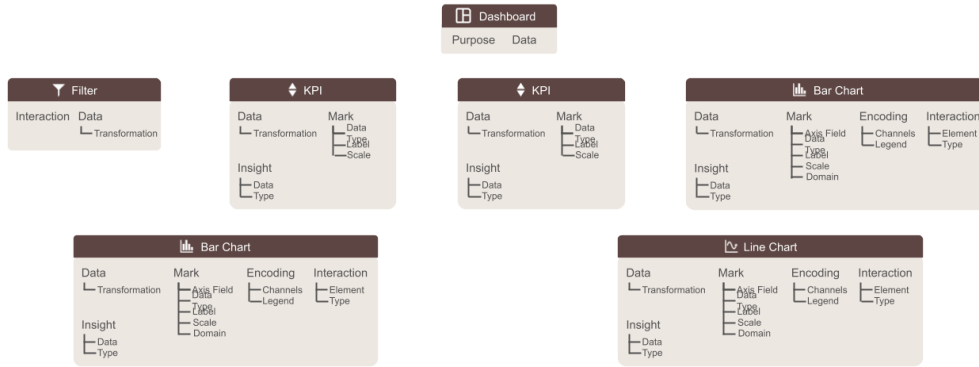 Dashboard
Purpose Data
Filter
Interaction Data
Transformation
KPI
Data Mark
Transformation Data Type
Label
Scale
Insight
Data
Type
KPI
Data Mark
Transformation Data Type
Label
Scale
Insight
Data
Type
Bar Chart
Data Mark Encoding Interaction
Transformation Axis Field Channels Element
Data Type Legend Type
Label
Scale
Domain
Insight
Data
Type
Bar Chart
Data Mark Encoding Interaction
Transformation Axis Field Channels Element
Data Type Legend Type
Label
Scale
Domain
Insight
Data
Type
Line Chart
Data Mark Encoding Interaction
Transformation Axis Field Channels Element
Data Type Legend Type
Label
Scale
Domain
Insight
Data
Type